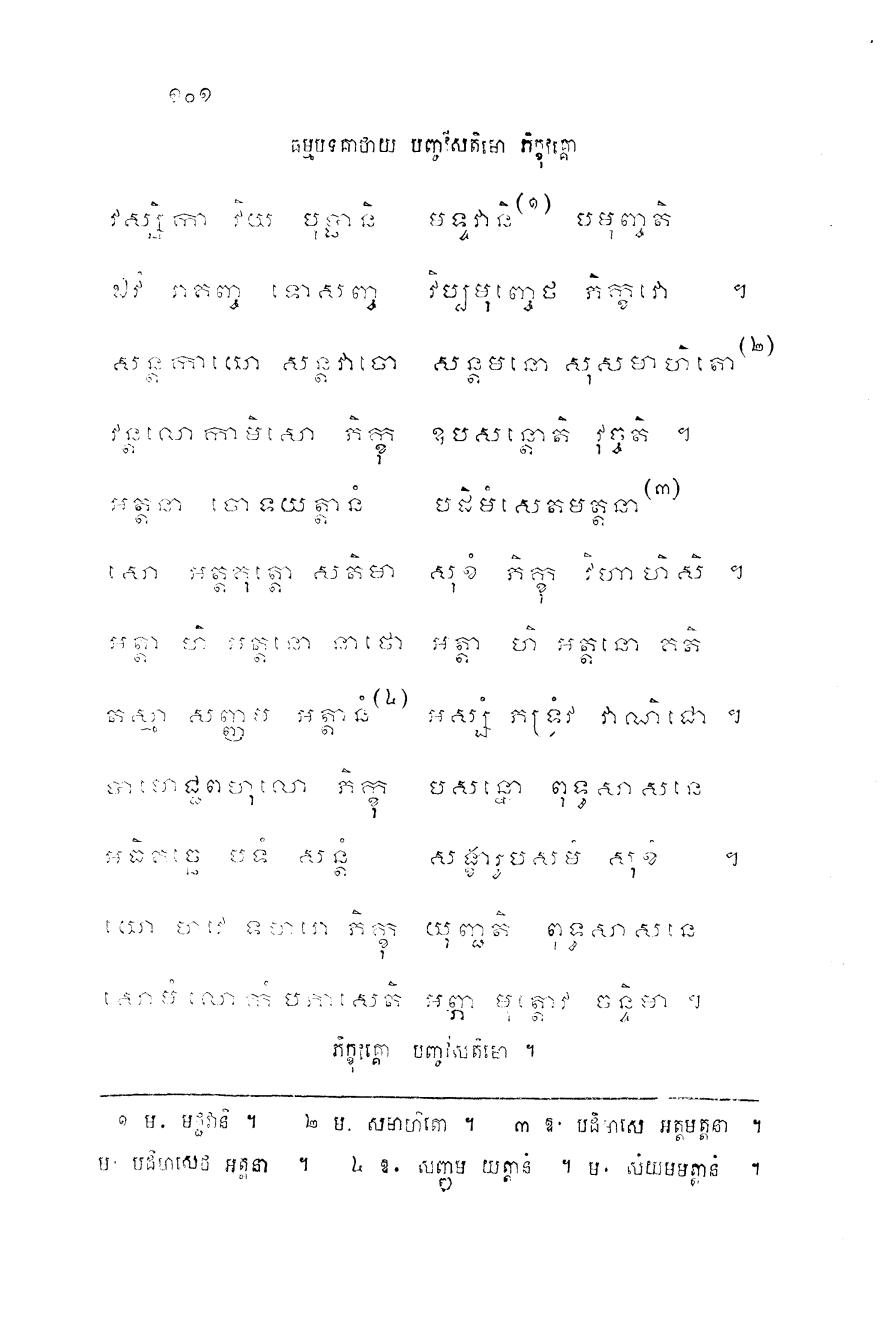 ១០១
ធម្មបទគាថាយ បញ្ចវីសតិមោ ភិក្ខុវគ្គោ
វស្សិកា វិយ បុប្ផានិ មទ្ទវានិ(១) បមុញ្ចតិ
ឯវំ រាគញ្ច ទោសញ្ច វិប្បមុញ្ចេថ ភិក្ខវោ ។
សន្តកាយោ សន្តវាចោ សន្តមនោ សុសមាហិតោ(២)
វន្តលោកាមិសោ ភិក្ខុ ឧបសន្តោតិ វុច្ចតិ ។
អត្តនា ចោទយត្តានំ បដិមំសេតមត្តនា(៣)
សោ អត្តគុត្តោ សតិមា សុខំ ភិក្ខុ វិហាហិសិ ។
អត្តា ហិ អត្តនោ នាថោ អត្តា ហិ អត្តនោ គតិ
តស្មា សញ្ញម អត្តានំ(៤) អស្សំ ភទ្រំវ វាណិជោ ។
បាមោជ្ជពហុលោ ភិក្ខុ បសន្នោ ពុទ្ធសាសនេ
អធិគច្ឆេ បទំ សន្តំ សង្ខារូបសមំ សុខំ ។
យោ ហវេ ទហរោ ភិក្ខុ យុញ្ជតិ ពុទ្ធសាសនេ
សោមំ លោកំ បភាសេតិ អព្ភា មុត្តោវ ចន្ទិមា ។
ភិក្ខុវគ្គោ បញ្ចវីសតិមោ ។
១ ម. មជ្ជវានិ ។ ២ ម. សមាហិតោ ។ ៣ ឱ. បដិមាសេ អត្តមត្តនា ។
ម. បដិមាសេថ អត្តនា ។ ៤ ឱ. សញ្ញម យត្តានំ ។ ម. សំយមមត្តានំ ។